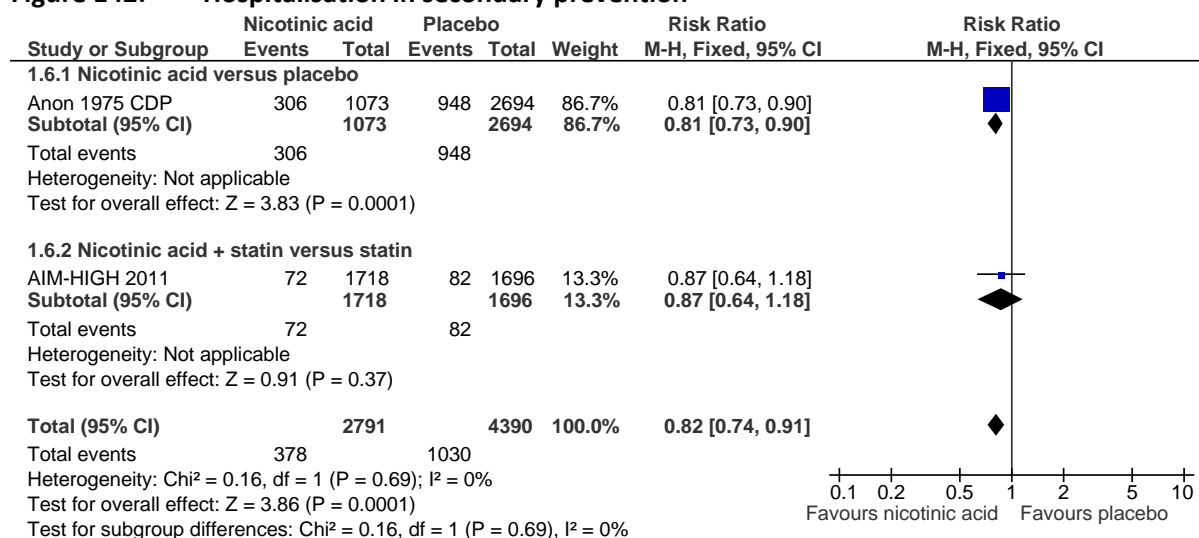 Figure 142: Hospitalisation in secondary prevention
Nicotinic acid Placebo Risk Ratio Risk Ratio
Study or Subgroup Events Total Events Total Weight M-H, Fixed, 95% CI M-H, Fixed, 95% CI
1.6.1 Nicotinic acid versus placebo
Anon 1975 CDP 306 1073 948 2694 86.7% 0.81 [0.73, 0.90]
Subtotal (95% CI) 1073 2694 86.7% 0.81 [0.73, 0.90]
Total events 306 948
Heterogeneity: Not applicable
Test for overall effect: Z = 3.83 (P = 0.0001)
1.6.2 Nicotinic acid + statin versus statin
AIM-HIGH 2011 72 1718 82 1696 13.3% 0.87 [0.64, 1.18]
Subtotal (95% CI) 1718 1696 13.3% 0.87 [0.64, 1.18]
Total events 72 82
Heterogeneity: Not applicable
Test for overall effect: Z = 0.91 (P = 0.37)
Total (95% CI) 2791 4390 100.0% 0.82 [0.74, 0.91]
Total events 378 1030
Heterogeneity: Chi² = 0.16, df = 1 (P = 0.69); I² = 0%
Test for overall effect: Z = 3.86 (P = 0.0001)
Test for subgroup differences: Chi² = 0.16, df = 1 (P = 0.69), I² = 0%
0.1 0.2 0.5 1 2 5 10
Favours nicotinic acid Favours placebo